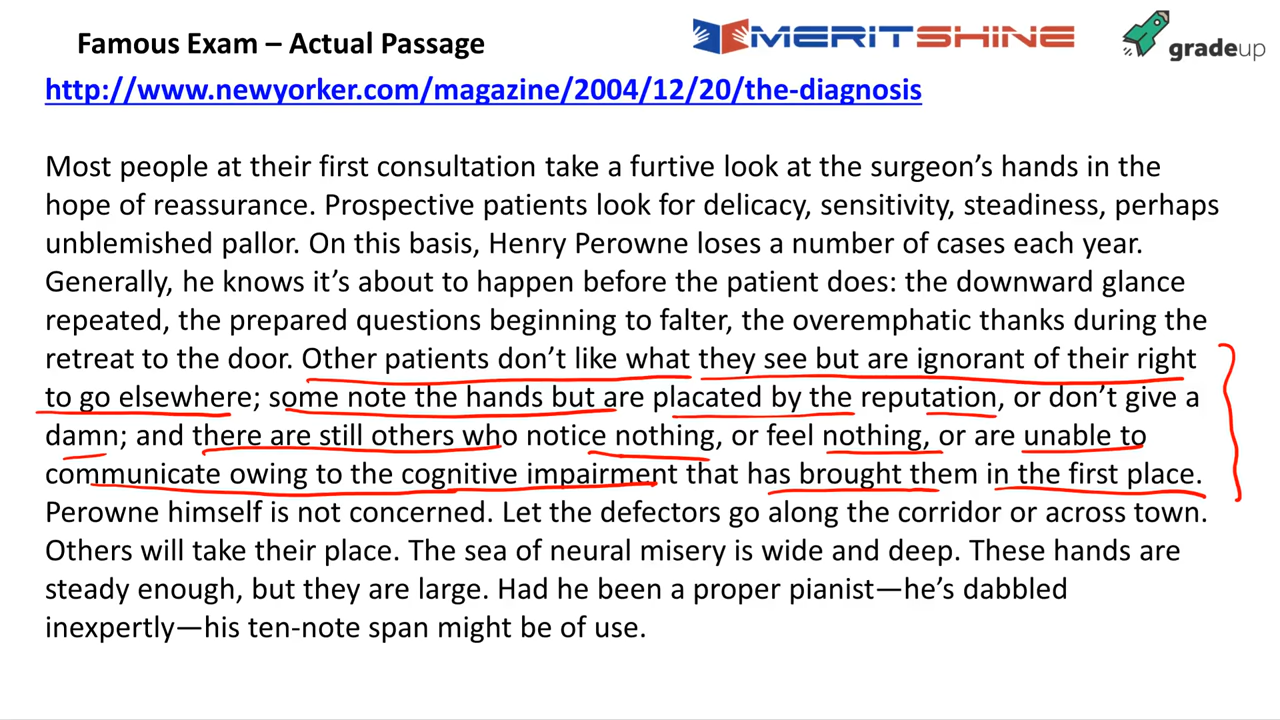 Famous Exam – Actual Passage
MERITSHINE
gradeup
http://www.newyorker.com/magazine/2004/12/20/the-diagnosis
Most people at their first consultation take a furtive look at the surgeon’s hands in the
hope of reassurance. Prospective patients look for delicacy, sensitivity, steadiness, perhaps
unblemished pallor. On this basis, Henry Perowne loses a number of cases each year.
Generally, he knows it’s about to happen before the patient does: the downward glance
repeated, the prepared questions beginning to falter, the overemphatic thanks during the
retreat to the door. Other patients don’t like what they see but are ignorant of their right
to go elsewhere; some note the hands but are placated by the reputation, or don’t give a
damn; and there are still others who notice nothing, or feel nothing, or are unable to
communicate owing to the cognitive impairment that has brought them in the first place.
Perowne himself is not concerned. Let the defectors go along the corridor or across town.
Others will take their place. The sea of neural misery is wide and deep. These hands are
steady enough, but they are large. Had he been a proper pianist—he’s dabbled
inexpertly—his ten-note span might be of use.